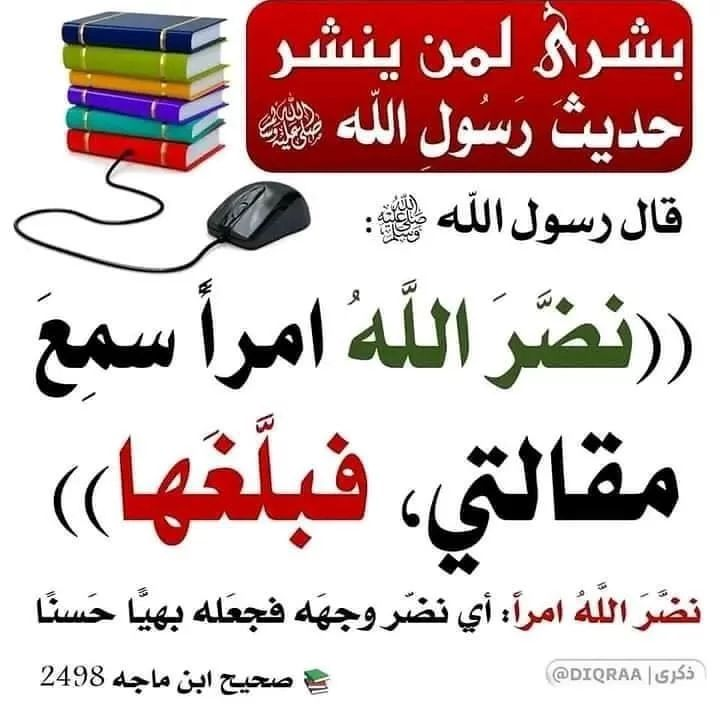 بشرى لمن ينشر
حديثَ رَسُولِ الله ﷺ
قال رسول الله ﷺ:
((نضَّرَ اللَّهُ امرأً سمِعَ
مقالتي، فبلَّغَها))
نضَّرَ اللَّهُ امرأً: أي نضّر وجهَه فجعَله بهيًّا حَسنًا
📚 صحيح ابن ماجه 2498
ذكرى | @DIQRAA